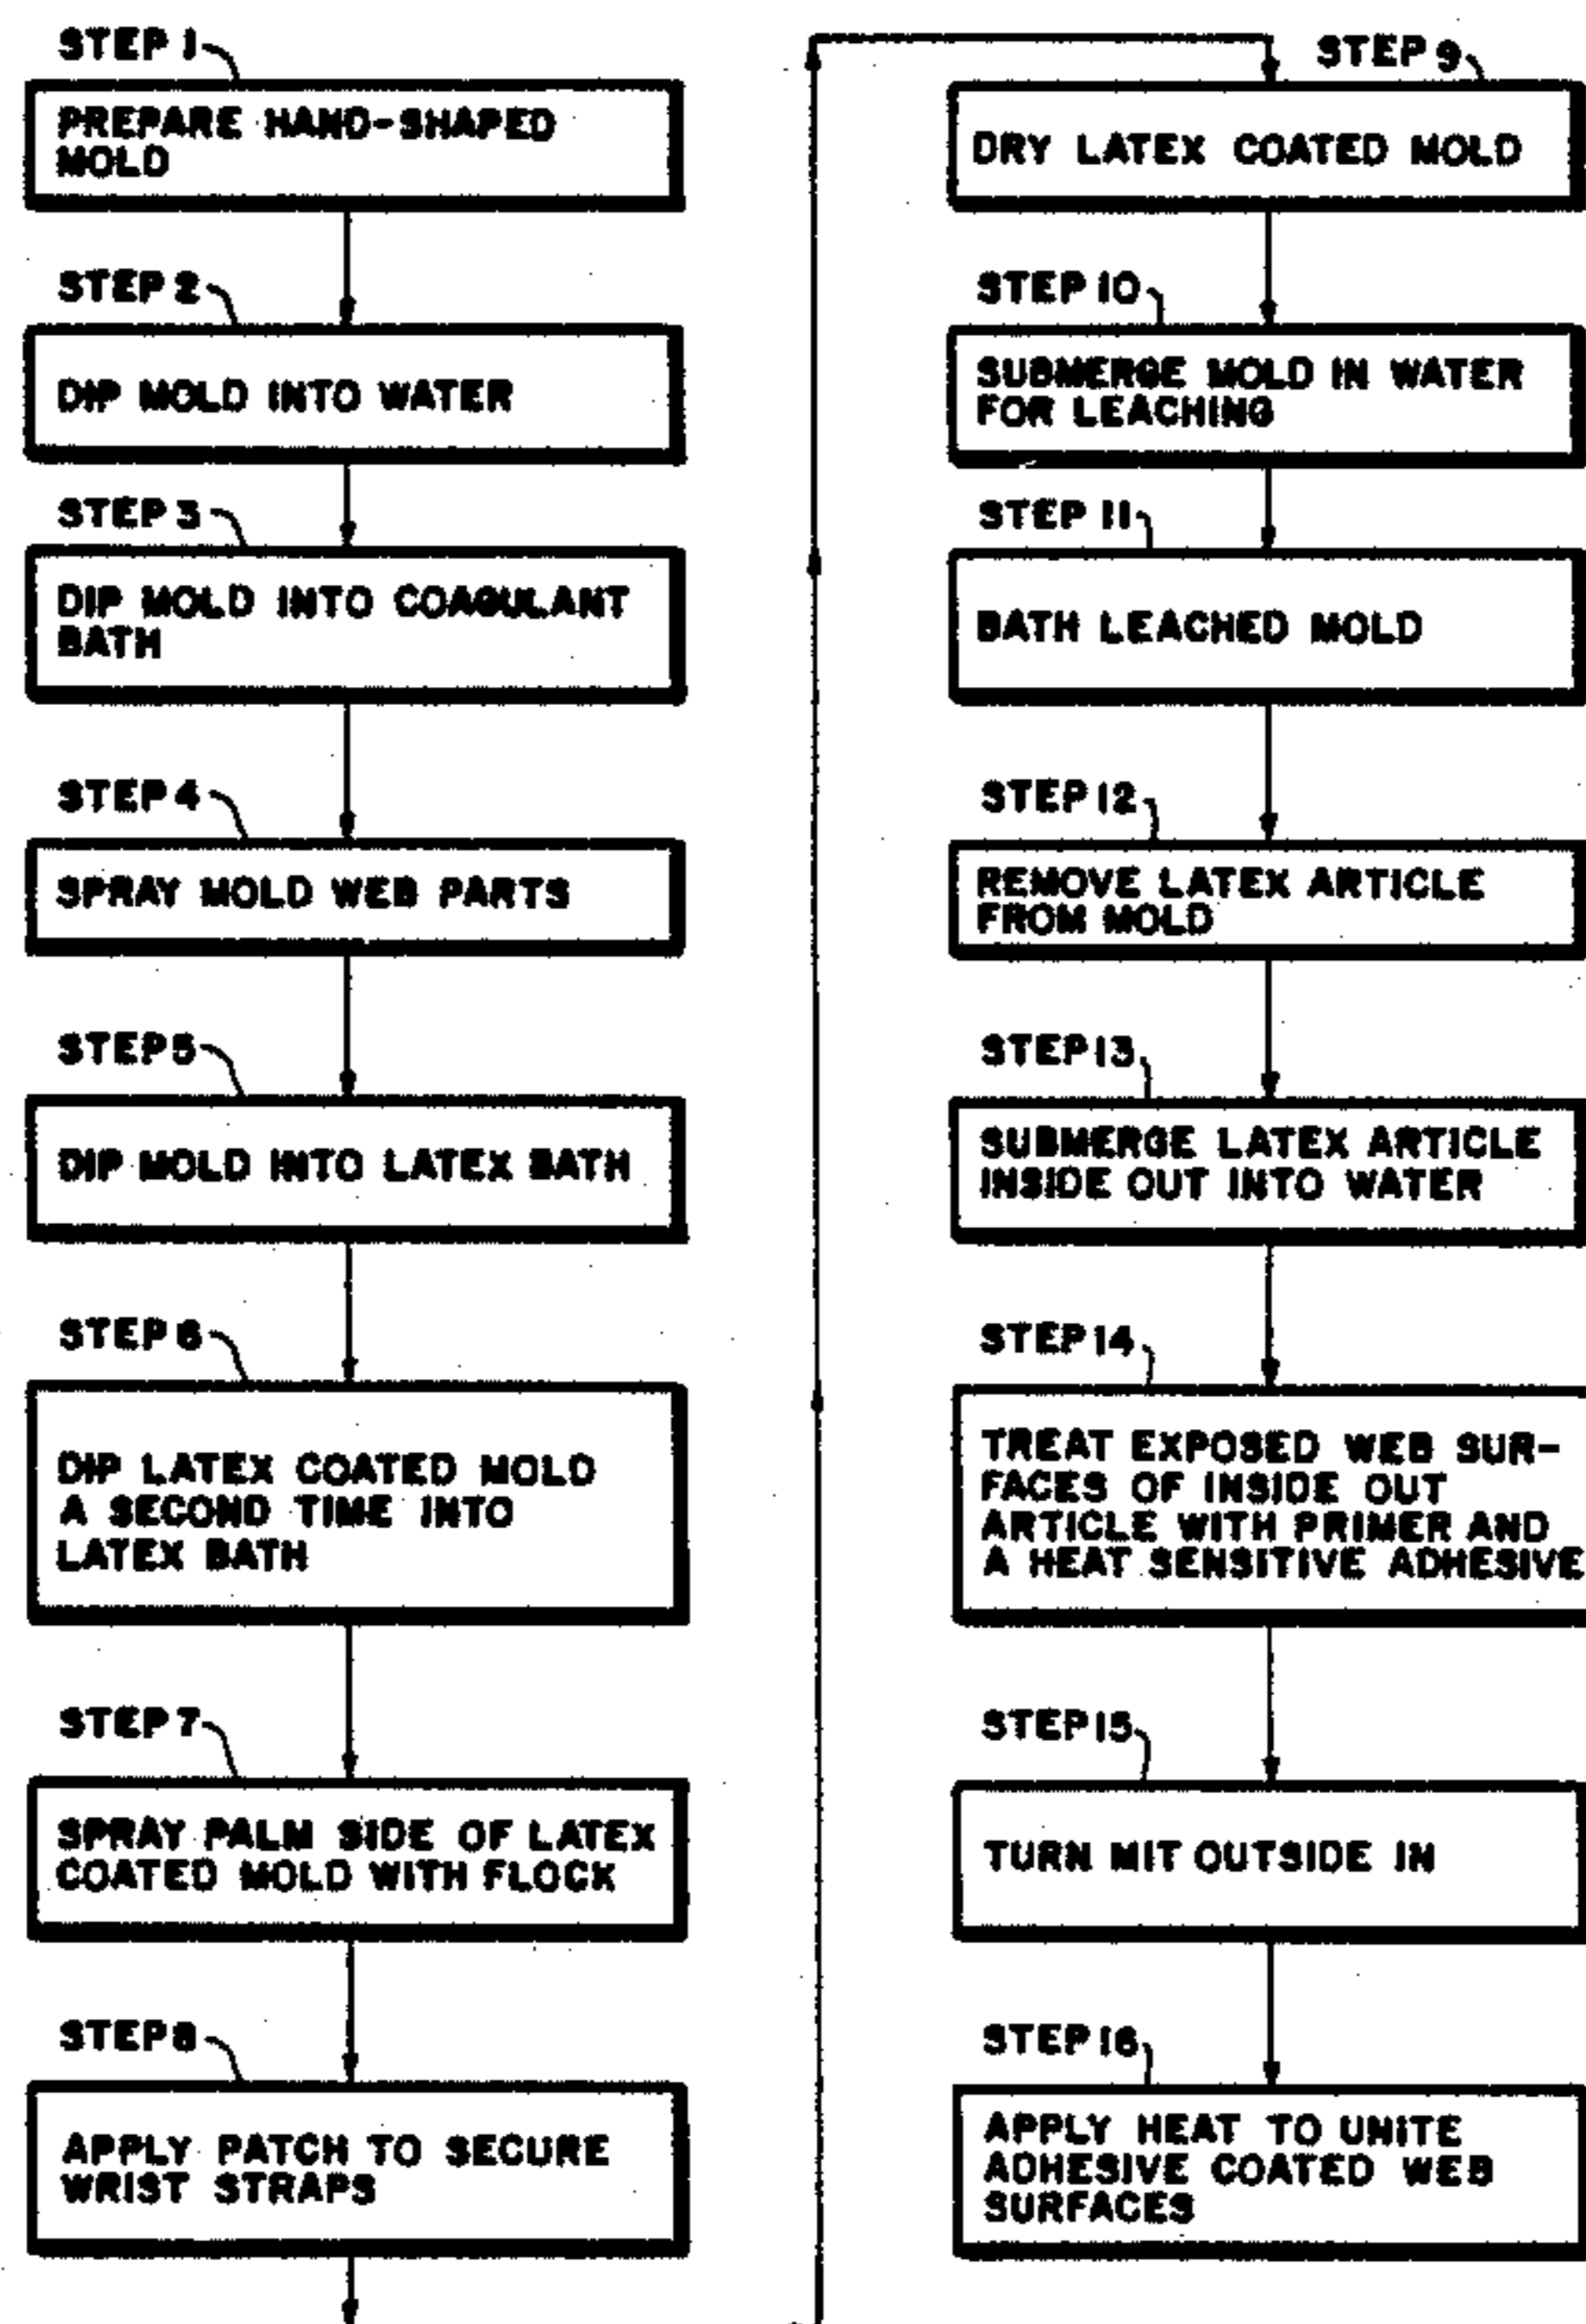 STEP 1
PREPARE HAND-SHAPED
MOLD
STEP 2
DIP MOLD INTO WATER
STEP 3
DIP MOLD INTO COAGULANT
BATH
STEP 4
SPRAY MOLD WEB PARTS
STEP 5
DIP MOLD INTO LATEX BATH
STEP 6
DIP LATEX COATED MOLD
A SECOND TIME INTO
LATEX BATH
STEP 7
SPRAY PALM SIDE OF LATEX
COATED MOLD WITH FLOCK
STEP 8
APPLY PATCH TO SECURE
WRIST STRAPS
STEP 9
DRY LATEX COATED MOLD
STEP 10
SUBMERGE MOLD IN WATER
FOR LEACHING
STEP 11
BATH LEACHED MOLD
STEP 12
REMOVE LATEX ARTICLE
FROM MOLD
STEP 13
SUBMERGE LATEX ARTICLE
INSIDE OUT INTO WATER
STEP 14
TREAT EXPOSED WEB SUR-
FACES OF INSIDE OUT
ARTICLE WITH PRIMER AND
A HEAT SENSITIVE ADHESIVE
STEP 15
TURN MIT OUTSIDE IN
STEP 16
APPLY HEAT TO UNITE
ADHESIVE COATED WEB
SURFACES